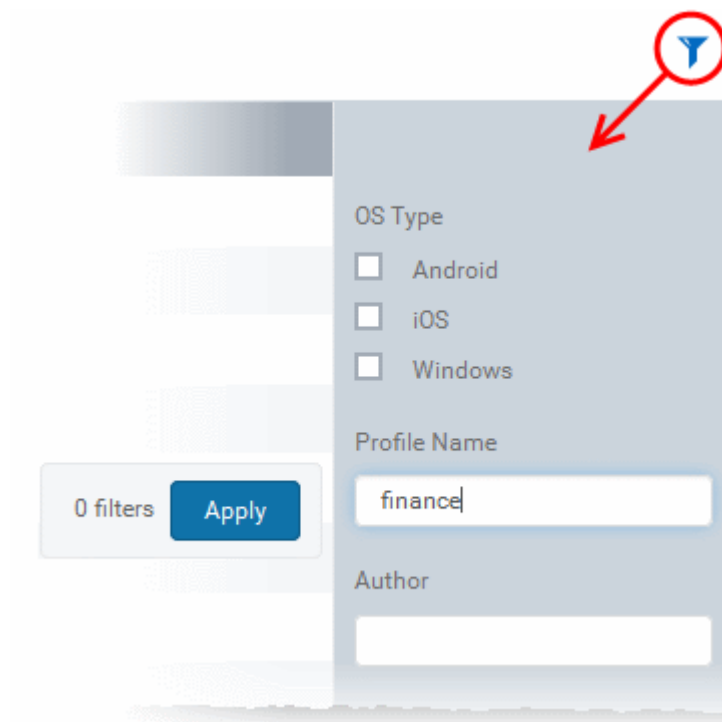 OS Type
Android
iOS
Windows
Profile Name
0 filters Apply
finance
Author